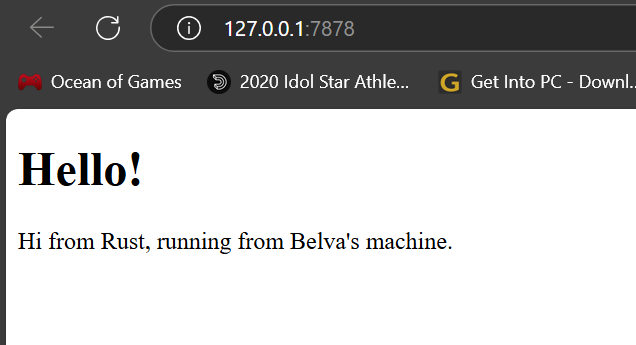 127.0.0.1:7878
Ocean of Games 2020 Idol Star Athle... G Get Into PC - Downl...
Hello!
Hi from Rust, running from Belva's machine.